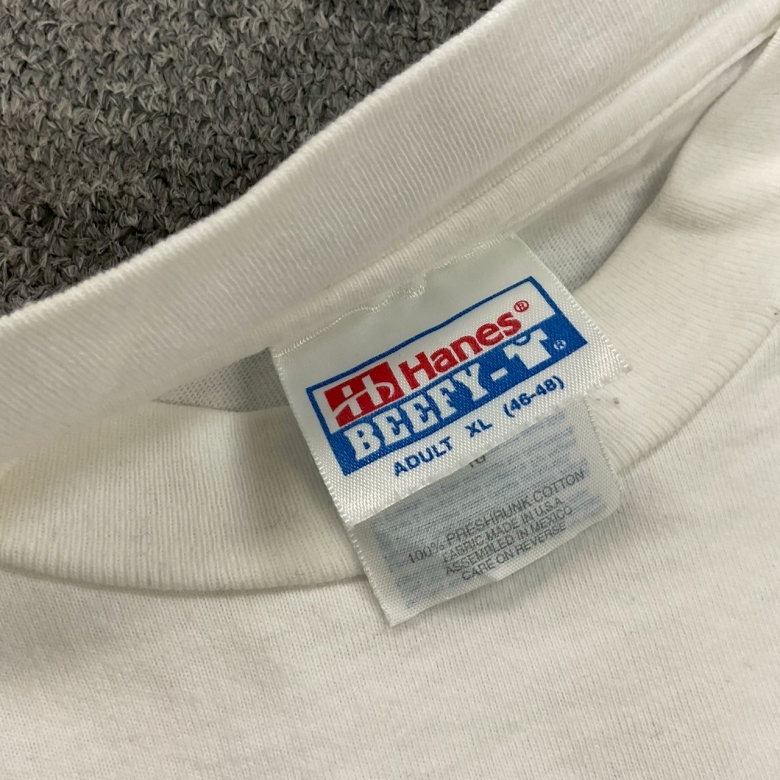 Hanes®
BEEFY-T®
ADULT XL (46-48)
100% PRESHRUNK COTTON
FABRIC MADE IN U.S.A.
ASSEMBLED IN MEXICO
CARE ON REVERSE